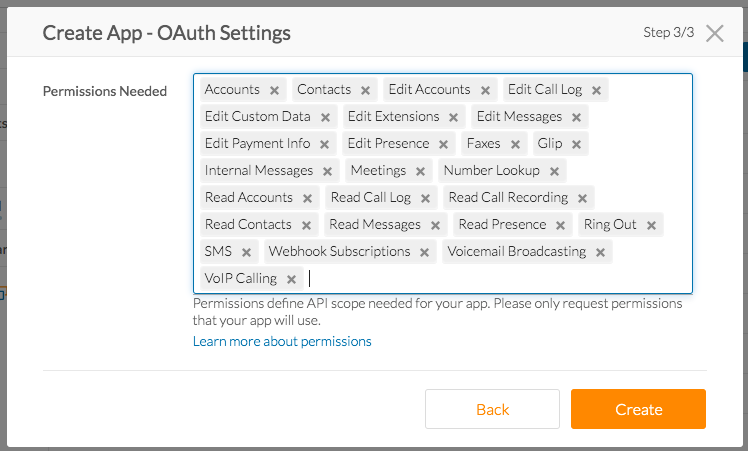 Create App - OAuth Settings
Step 3/3
Permissions Needed
Accounts Contacts Edit Accounts Edit Call Log
Edit Custom Data Edit Extensions Edit Messages
Edit Payment Info Edit Presence Faxes Glip
Internal Messages Meetings Number Lookup
Read Accounts Read Call Log Read Call Recording
Read Contacts Read Messages Read Presence Ring Out
SMS Webhook Subscriptions Voicemail Broadcasting
VoIP Calling
Permissions define API scope needed for your app. Please only request permissions
that your app will use.
Learn more about permissions
Back Create